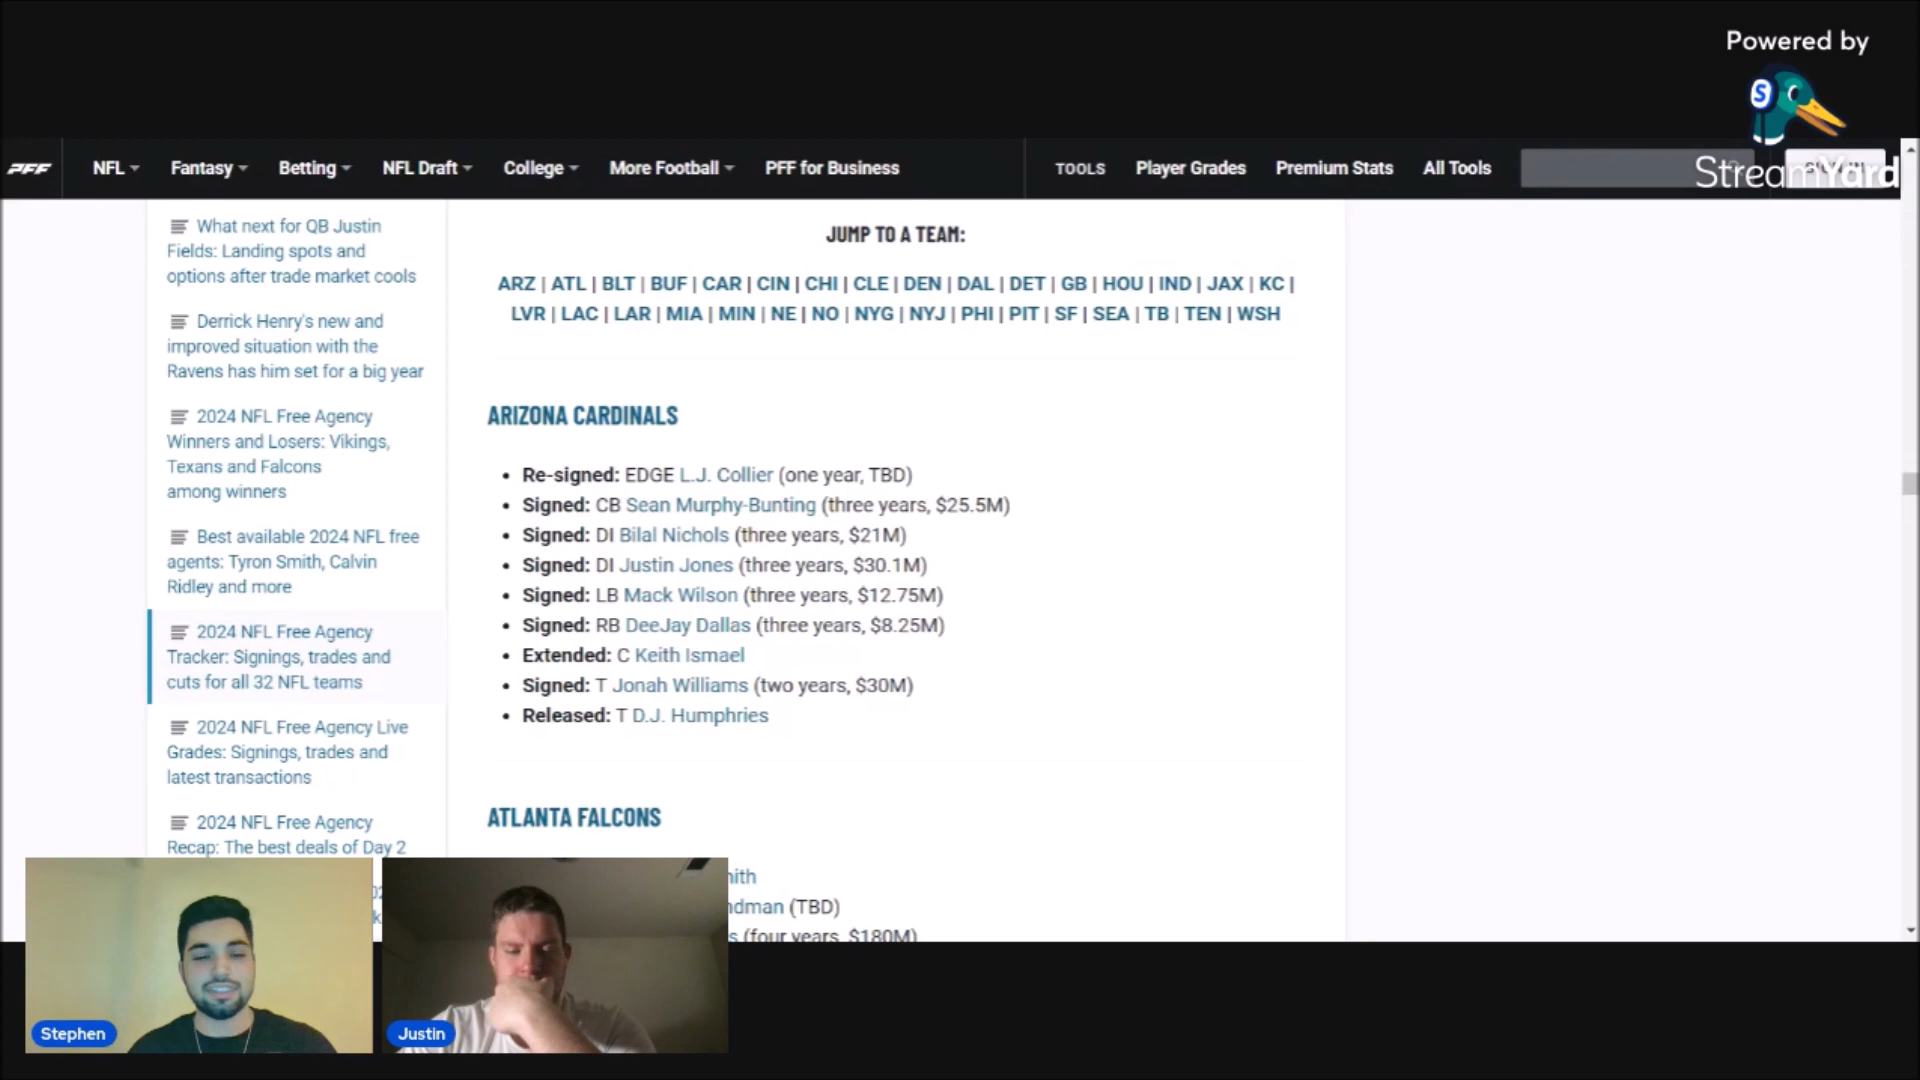 Powered by
StreamYard
PFF
NFL
Fantasy
Betting
NFL Draft
College
More Football
PFF for Business
TOOLS
Player Grades
Premium Stats
All Tools
What next for QB Justin
Fields: Landing spots and
options after trade market cools
Derrick Henry's new and
improved situation with the
Ravens has him set for a big year
2024 NFL Free Agency
Winners and Losers: Vikings,
Texans and Falcons
among winners
Best available 2024 NFL free
agents: Tyron Smith, Calvin
Ridley and more
2024 NFL Free Agency
Tracker: Signings, trades and
cuts for all 32 NFL teams
2024 NFL Free Agency Live
Grades: Signings, trades and
latest transactions
2024 NFL Free Agency
Recap: The best deals of Day 2
JUMP TO A TEAM:
ARZ | ATL | BLT | BUF | CAR | CIN | CHI | CLE | DEN | DAL | DET | GB | HOU | IND | JAX | KC |
LVR | LAC | LAR | MIA | MIN | NE | NO | NYG | NYJ | PHI | PIT | SF | SEA | TB | TEN | WSH
ARIZONA CARDINALS
• Re-signed: EDGE L.J. Collier (one year, TBD)
• Signed: CB Sean Murphy-Bunting (three years, $25.5M)
• Signed: DI Bilal Nichols (three years, $21M)
• Signed: DI Justin Jones (three years, $30.1M)
• Signed: LB Mack Wilson (three years, $12.75M)
• Signed: RB DeeJay Dallas (three years, $8.25M)
• Extended: C Keith Ismael
• Signed: T Jonah Williams (two years, $30M)
• Released: T D.J. Humphries
ATLANTA FALCONS
nith
dman (TBD)
s (four years, $180M)
Stephen
Justin